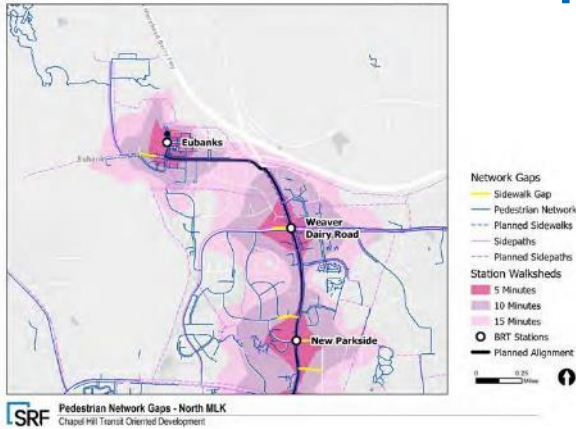 Eubanks
Eubank
Weaver
Dairy Road
New Parkside
Network Gaps
Sidewalk Gap
Pedestrian Network
Planned Sidewalks
Sidepaths
Planned Sidepaths
Station Walksheds
5 Minutes
10 Minutes
15 Minutes
BRT Stations
Planned Alignment
0 0.25
Miles
SRF
Pedestrian Network Gaps - North MLK
Chapel Hill Transit Oriented Development